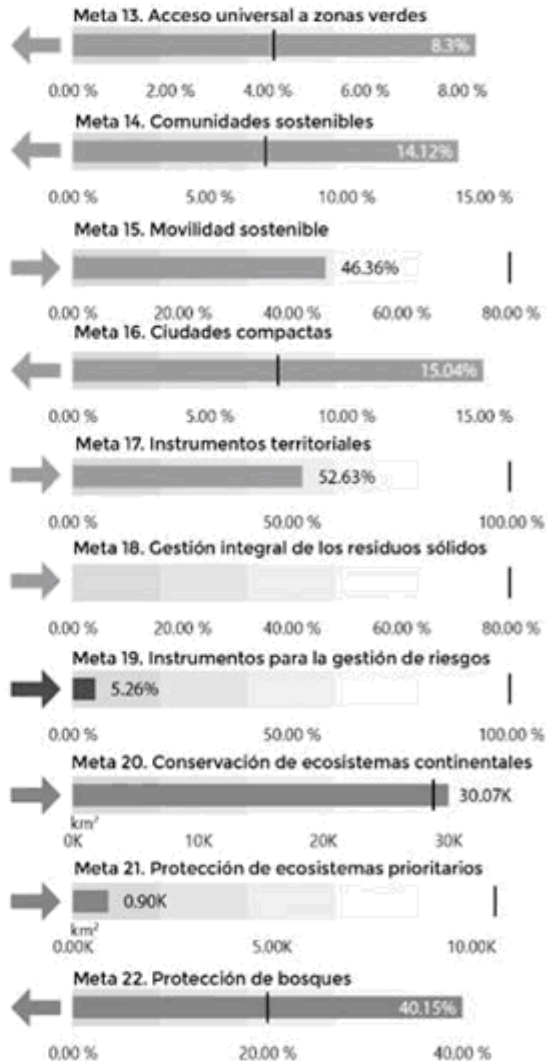 Meta 13. Acceso universal a zonas verdes
8.3%
0.00 % 2.00 % 4.00 % 6.00 % 8.00 %
Meta 14. Comunidades sostenibles
14.12%
0.00 % 5.00 % 10.00 % 15.00 %
Meta 15. Movilidad sostenible
46.36%
0.00 % 20.00 % 40.00 % 60.00 % 80.00 %
Meta 16. Ciudades compactas
15.04%
0.00 % 5.00 % 10.00 % 15.00 %
Meta 17. Instrumentos territoriales
52.63%
0.00 % 50.00 % 100.00 %
Meta 18. Gestión integral de los residuos sólidos
0.00 % 20.00 % 40.00 % 60.00 % 80.00 %
Meta 19. Instrumentos para la gestión de riesgos
5.26%
0.00 % 50.00 % 100.00 %
Meta 20. Conservación de ecosistemas continentales
30.07K
km²
0K 10K 20K 30K
Meta 21. Protección de ecosistemas prioritarios
0.90K
km²
0.00K 5.00K 10.00K
Meta 22. Protección de bosques
40.15%
0.00 % 20.00 % 40.00 %